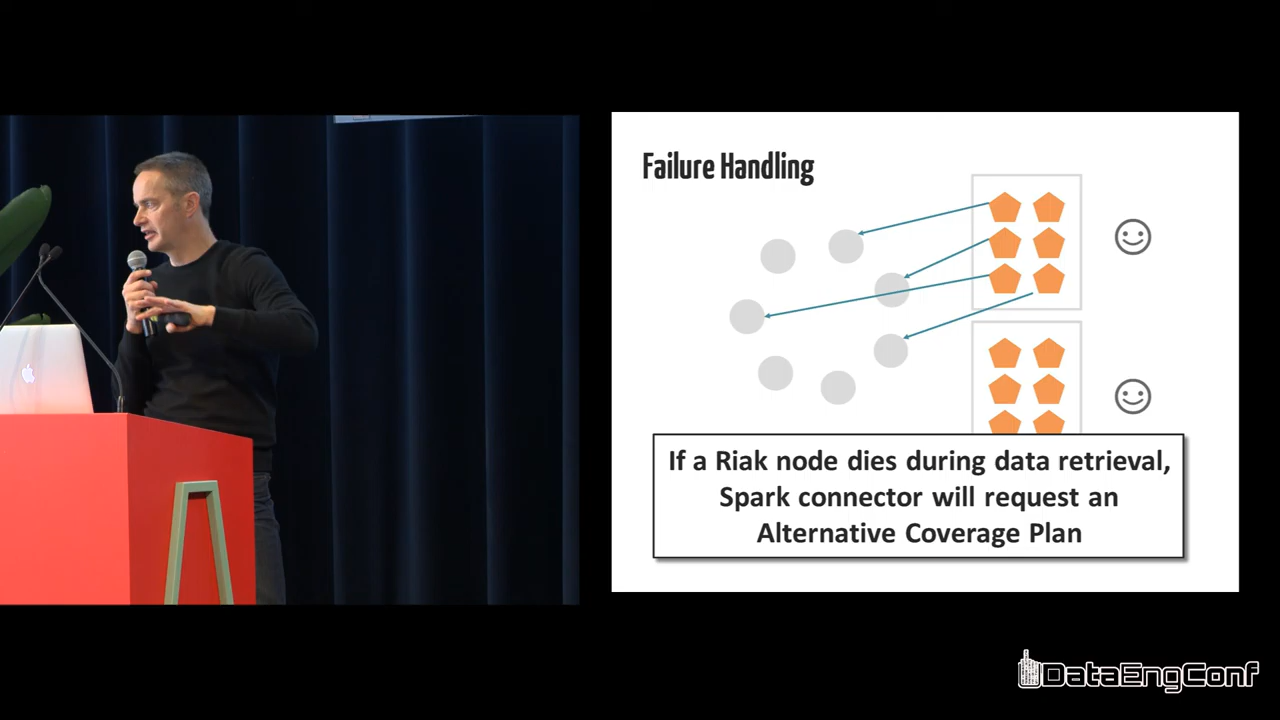 Failure Handling
If a Riak node dies during data retrieval,
Spark connector will request an
Alternative Coverage Plan
DataEngConf